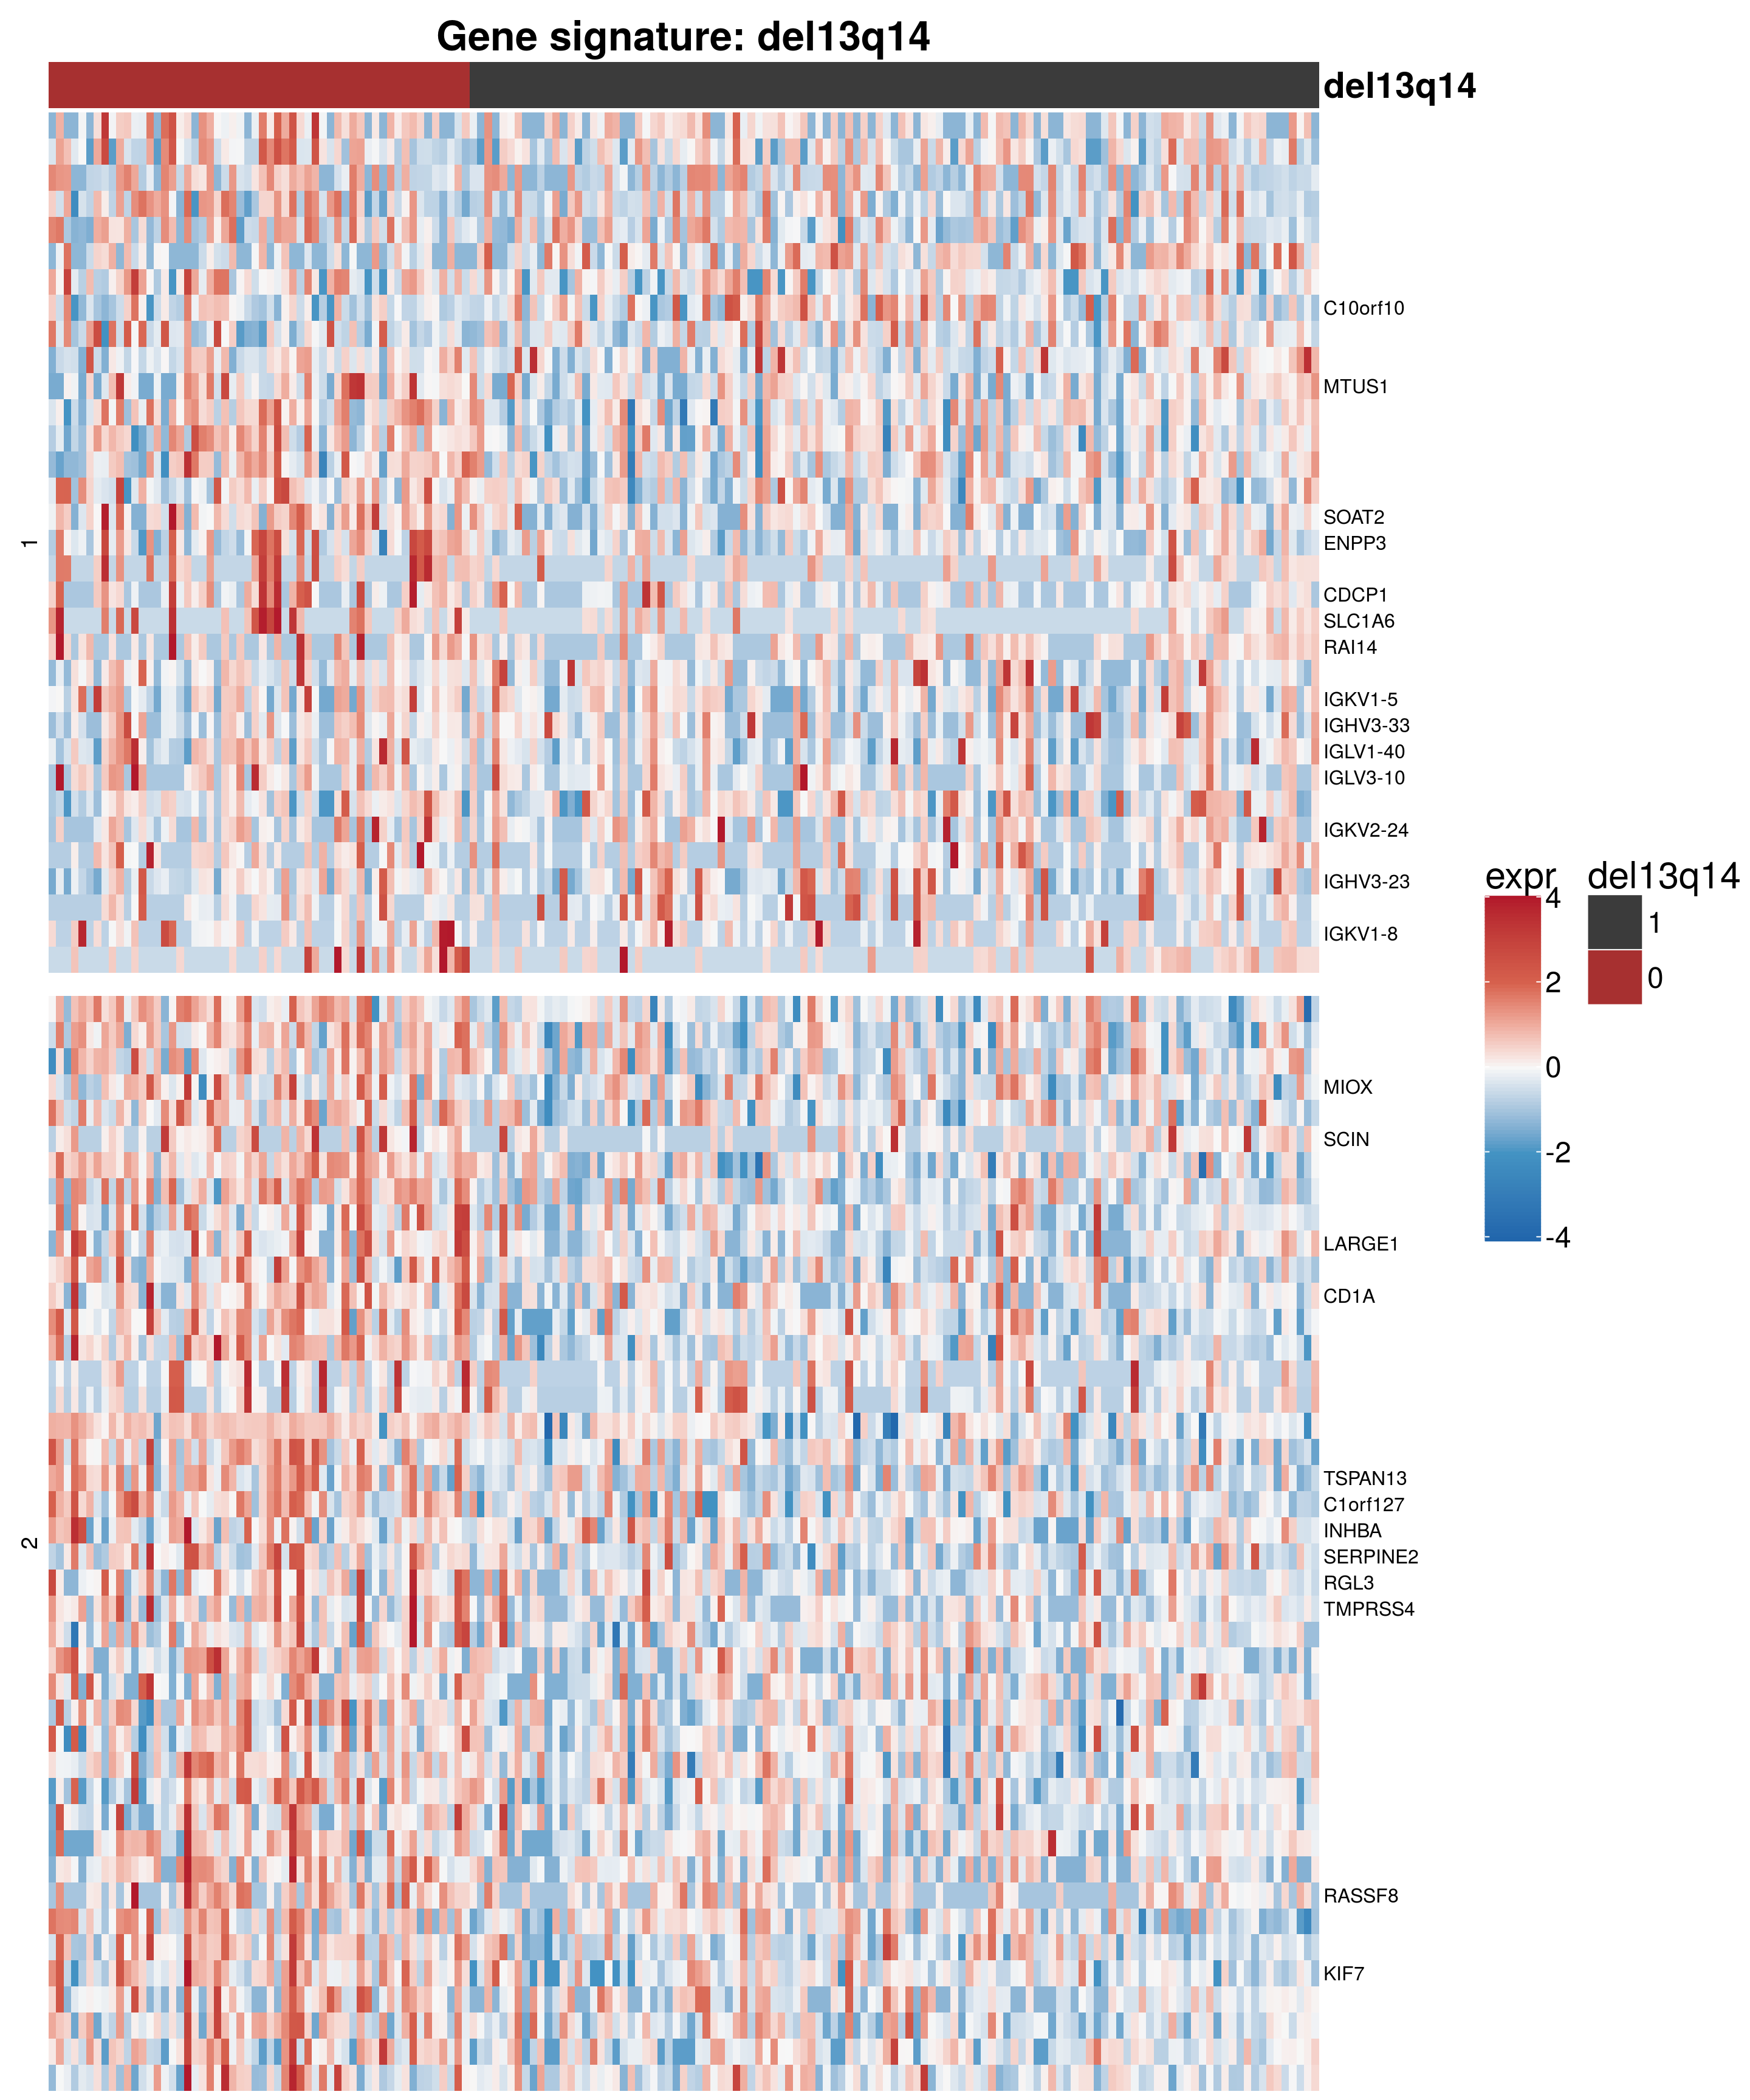 Gene signature: del13q14
del13q14
C10orf10
MTUS1
SOAT2
ENPP3
1
CDCP1
SLC1A6
RAI14
IGKV1-5
IGHV3-33
IGLV1-40
IGLV3-10
IGKV2-24
IGHV3-23
IGKV1-8
expr
4
2
0
-2
-4
del13q14
1
0
MIOX
SCIN
LARGE1
CD1A
TSPAN13
C1orf127
INHBA
2
SERPINE2
RGL3
TMPRSS4
RASSF8
KIF7